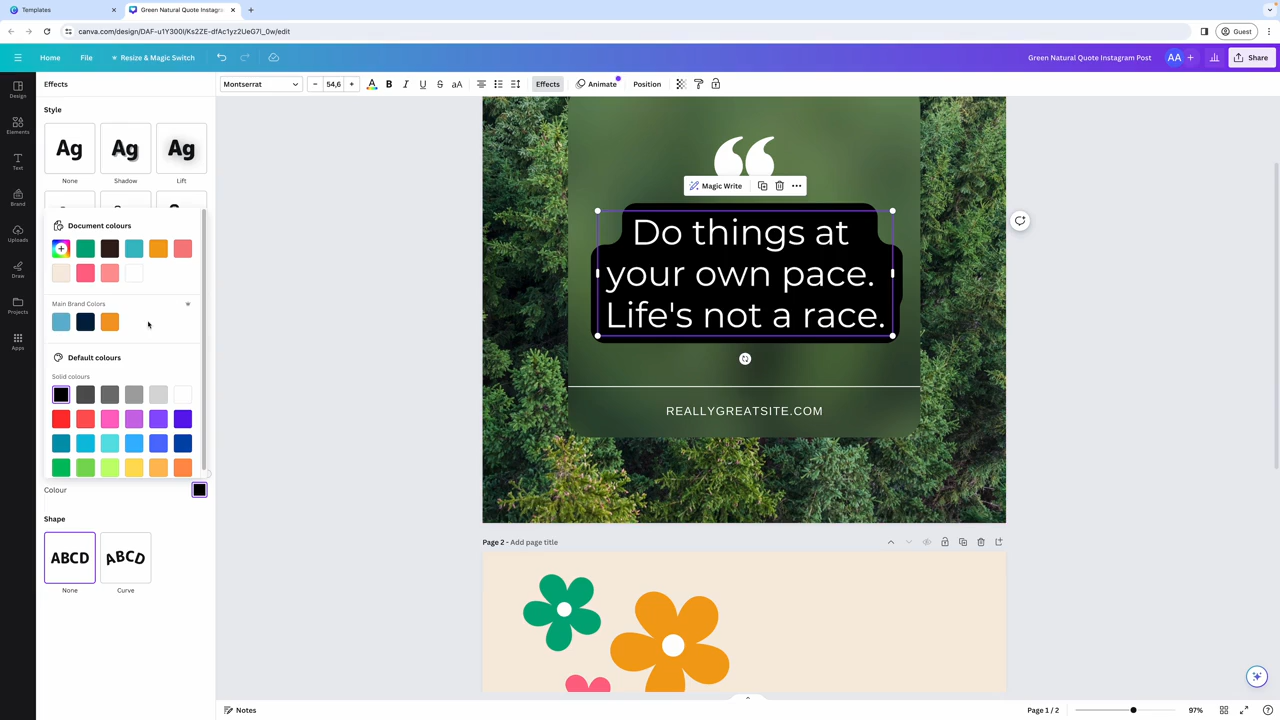 Templates
Green Natural Quote Instagra
canva.com/design/DAF-u1Y300I/Ks2ZE-dfAc1yz2UeG7I_0w/edit
Guest
Home
File
Resize & Magic Switch
Green Natural Quote Instagram Post
AA
Share
Design
Elements
Text
Brand
Uploads
Draw
Projects
Apps
Effects
Style
Ag
Ag
Ag
None
Shadow
Lift
Document colours
Main Brand Colors
Default colours
Solid colours
Colour
Shape
ABCD
ABCD
None
Curve
Montserrat
54,6
A
B
I
U
S
aA
Effects
Animate
Position
Magic Write
Do things at
your own pace.
Life's not a race.
REALLYGREATSITE.COM
Page 2 - Add page title
Notes
Page 1 / 2
97%